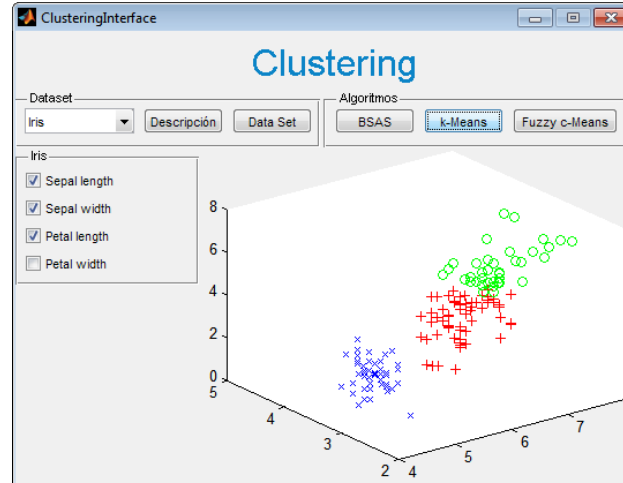 ClusteringInterface
Clustering
Dataset
Iris
Descripción
Data Set
Algoritmos
BSAS
k-Means
Fuzzy c-Means
Iris
Sepal length
Sepal width
Petal length
Petal width
8
6
4
2
0
5
4
3
2
4
5
6
7